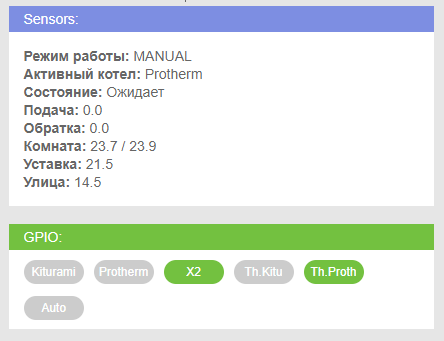 Sensors:
Режим работы: MANUAL
Активный котел: Protherm
Состояние: Ожидает
Подача: 0.0
Обратка: 0.0
Комната: 23.7 / 23.9
Уставка: 21.5
Улица: 14.5
GPIO:
Kiturami Protherm X2 Th.Kitu Th.Proth
Auto